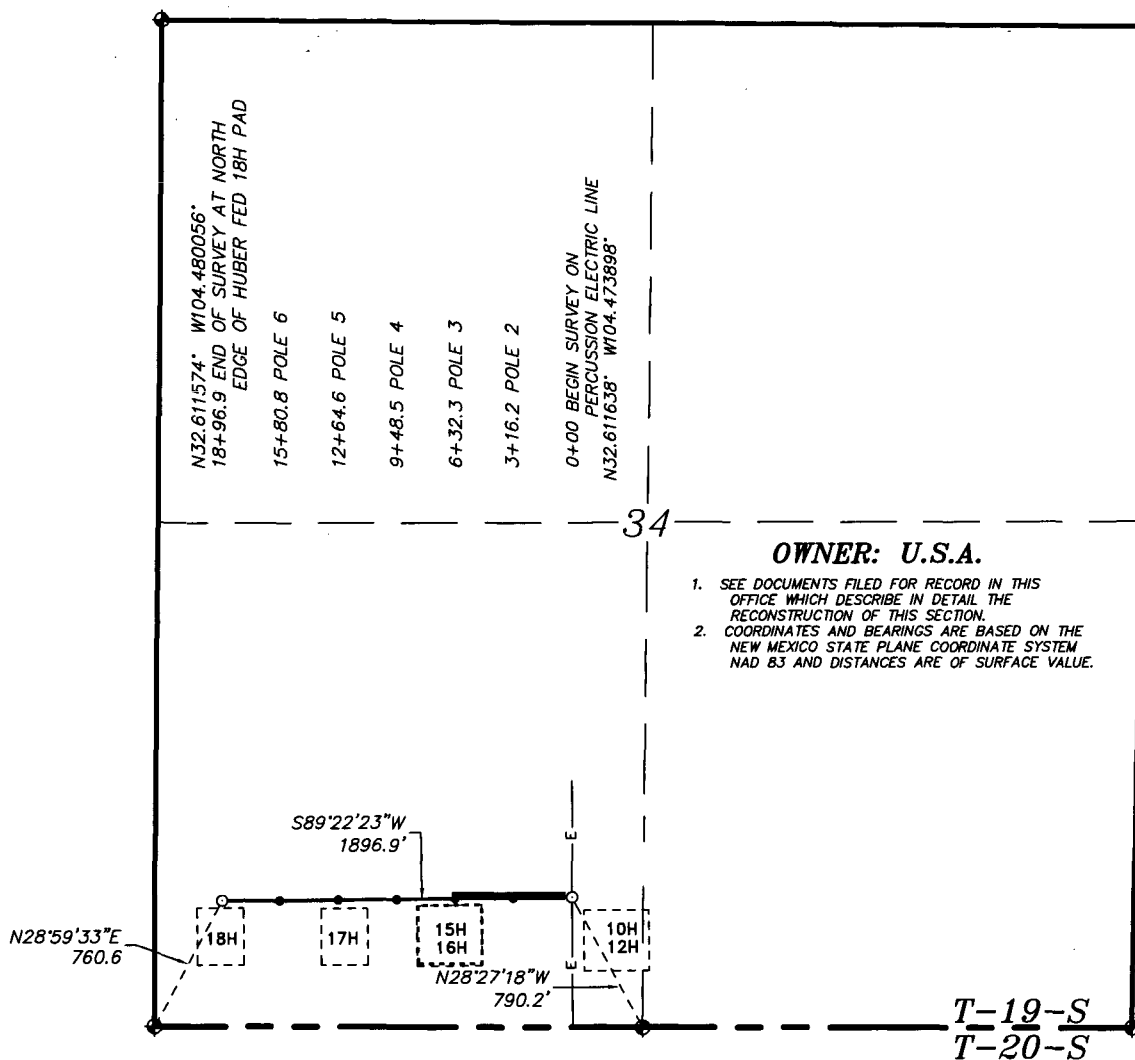 N32.611574° W104.480056°
18+96.9 END OF SURVEY AT NORTH
EDGE OF HUBER FED 18H PAD
15+80.8 POLE 6
12+64.6 POLE 5
9+48.5 POLE 4
6+32.3 POLE 3
3+16.2 POLE 2
0+00 BEGIN SURVEY ON
PERCUSSION ELECTRIC LINE
N32.611638° W104.473898°
34
OWNER: U.S.A.
1. SEE DOCUMENTS FILED FOR RECORD IN THIS
OFFICE WHICH DESCRIBE IN DETAIL THE
RECONSTRUCTION OF THIS SECTION.
2. COORDINATES AND BEARINGS ARE BASED ON THE
NEW MEXICO STATE PLANE COORDINATE SYSTEM
NAD 83 AND DISTANCES ARE OF SURFACE VALUE.
S89°22'23"W
1896.9'
E
18H
17H
15H
16H
10H
12H
N28°59'33"E
760.6
E
N28°27'18"W
790.2'
T-19-S
T-20-S